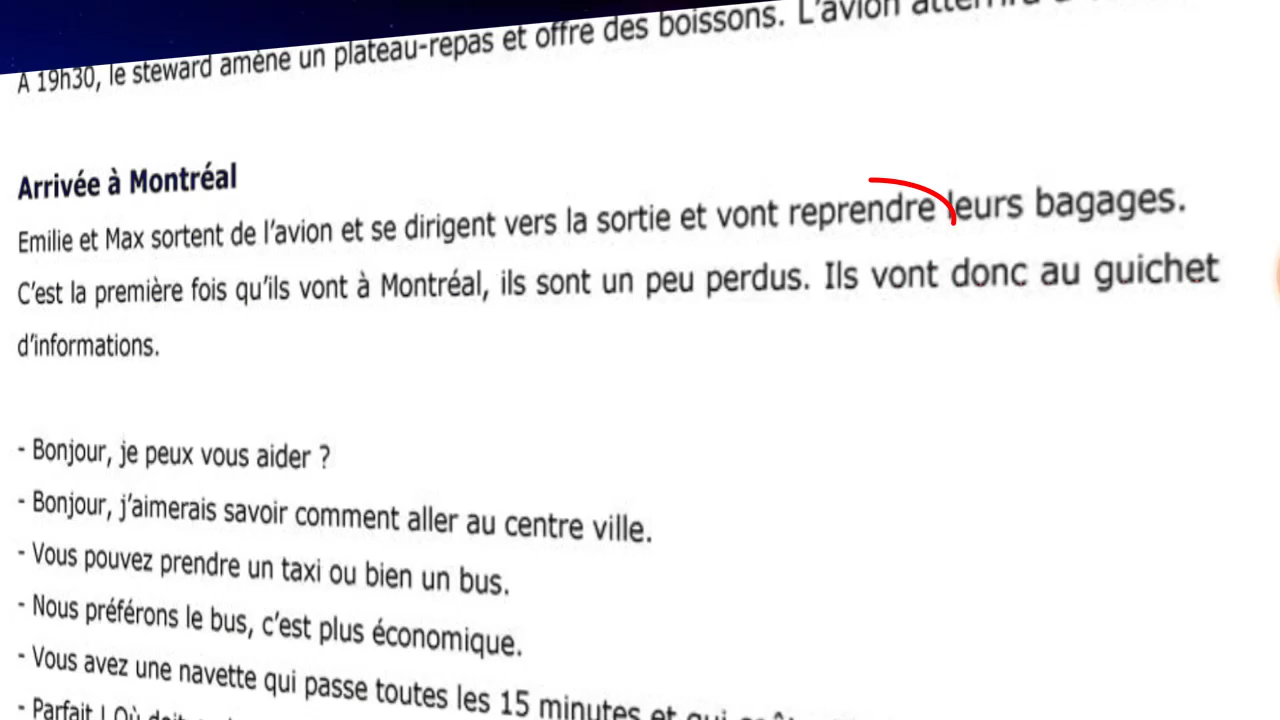 À 19h30, le steward amène un plateau-repas et offre des boissons. L'avion atterrira à
Arrivée à Montréal
Emilie et Max sortent de l'avion et se dirigent vers la sortie et vont reprendre leurs bagages.
C'est la première fois qu'ils vont à Montréal, ils sont un peu perdus. Ils vont donc au guichet
d'informations.
- Bonjour, je peux vous aider ?
- Bonjour, j'aimerais savoir comment aller au centre ville.
- Vous pouvez prendre un taxi ou bien un bus.
- Nous préférons le bus, c'est plus économique.
- Vous avez une navette qui passe toutes les 15 minutes et qui
- Parfait ! Où